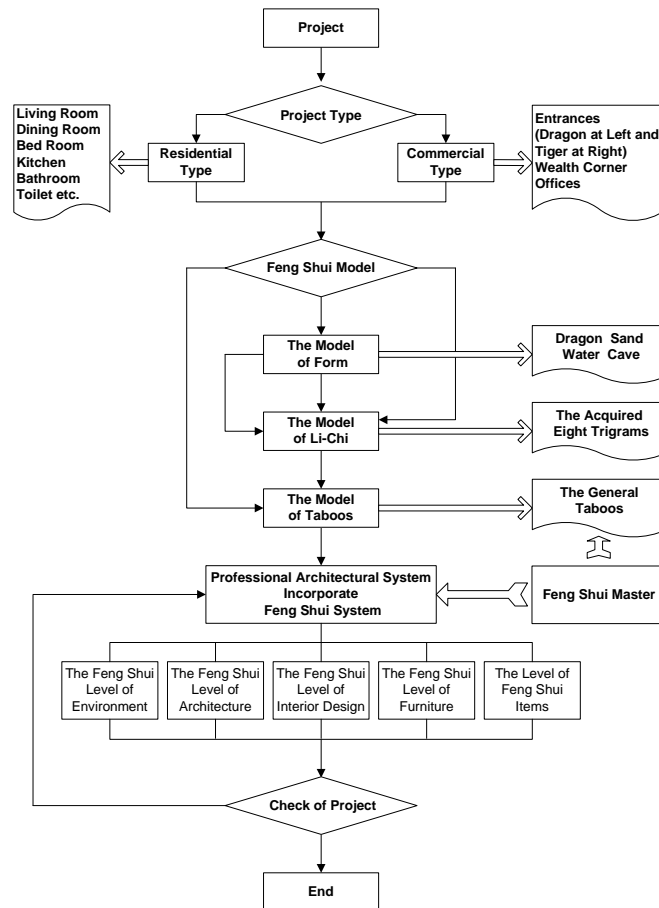 Project
Project Type
Living Room
Dining Room
Bed Room
Kitchen
Bathroom
Toilet etc.
Residential
Type
Commercial
Type
Entrances
(Dragon at Left and
Tiger at Right)
Wealth Corner
Offices
Feng Shui Model
The Model
of Form
Dragon Sand
Water Cave
The Model
of Li-Chi
The Acquired
Eight Trigrams
The Model
of Taboos
The General
Taboos
Professional Architectural System
Incorporate
Feng Shui System
Feng Shui Master
The Feng Shui
Level of
Environment
The Feng Shui
Level of
Architecture
The Feng Shui
Level of
Interior Design
The Feng Shui
Level of
Furniture
The Level of
Feng Shui
Items
Check of Project
End